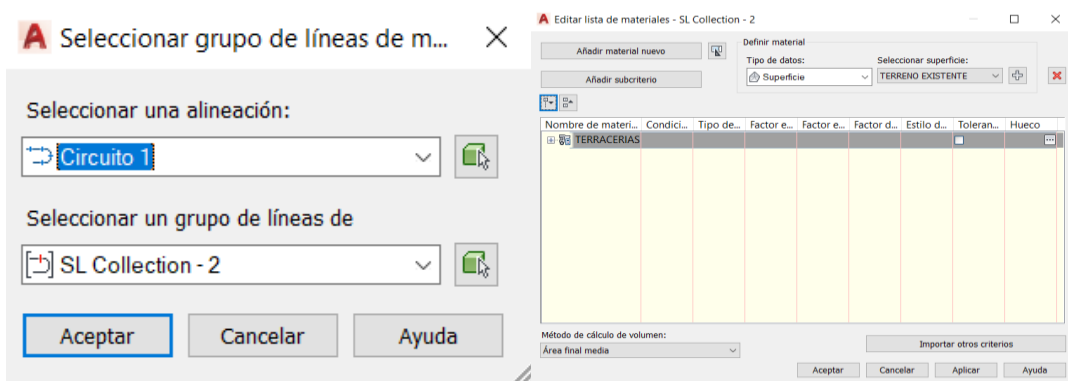 Seleccionar grupo de líneas de m...
Seleccionar una alineación:
Circuito 1
Seleccionar un grupo de líneas de
SL Collection - 2
Aceptar Cancelar Ayuda
Editar lista de materiales - SL Collection - 2
Añadir material nuevo
Añadir subcriterio
Definir material
Tipo de datos: Seleccionar superficie:
Superficie TERRENO EXISTENTE
Nombre de materi... Condici... Tipo de... Factor e... Factor e... Factor d... Estilo d... Toleran... Hueco
TERRACERIAS
Método de cálculo de volumen:
Área final media
Importar otros criterios
Aceptar Cancelar Aplicar Ayuda